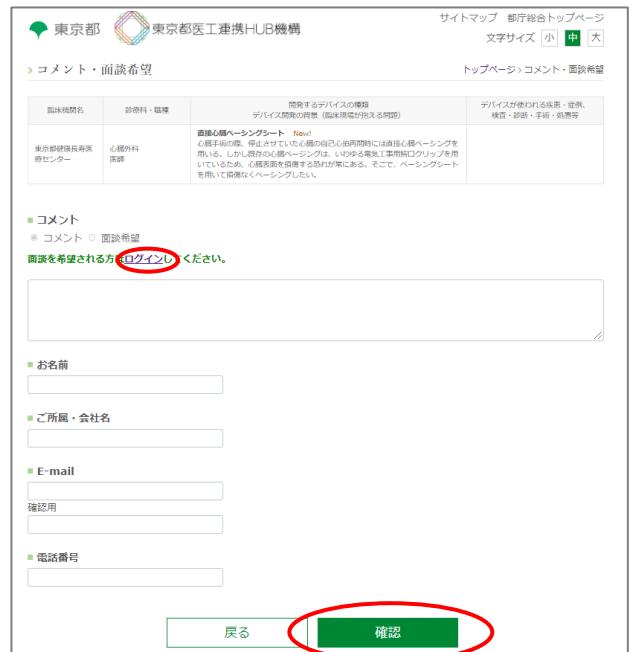 サイトマップ 都庁総合トップページ
東京都 東京都医工連携HUB機構
文字サイズ 小 中 大
› コメント・面談希望
トップページ › コメント・面談希望
臨床機関名 診療科・職種 開発するデバイスの種類 デバイスが使われる疾患・症例、
デバイス開発の背景（臨床現場が抱える問題） 検査・診断・手術・処置等
直接心臓ペーシングシート New!
東京都健康長寿医 心臓外科 心臓手術の際、停止させていた心臓の自己心拍再開時には直接心臓ペーシングを
療センター 医師 用いる。しかし既存の心臓ペーシングは、いわゆる電気工事用鰐口クリップを用
いているため、心臓表面を損傷する恐れが常にある。そこで、ペーシングシート
を用いて損傷なくペーシングしたい。
コメント
コメント 面談希望
面談を希望される方はログインしてください。
お名前
ご所属・会社名
E-mail
確認用
電話番号
戻る 確認